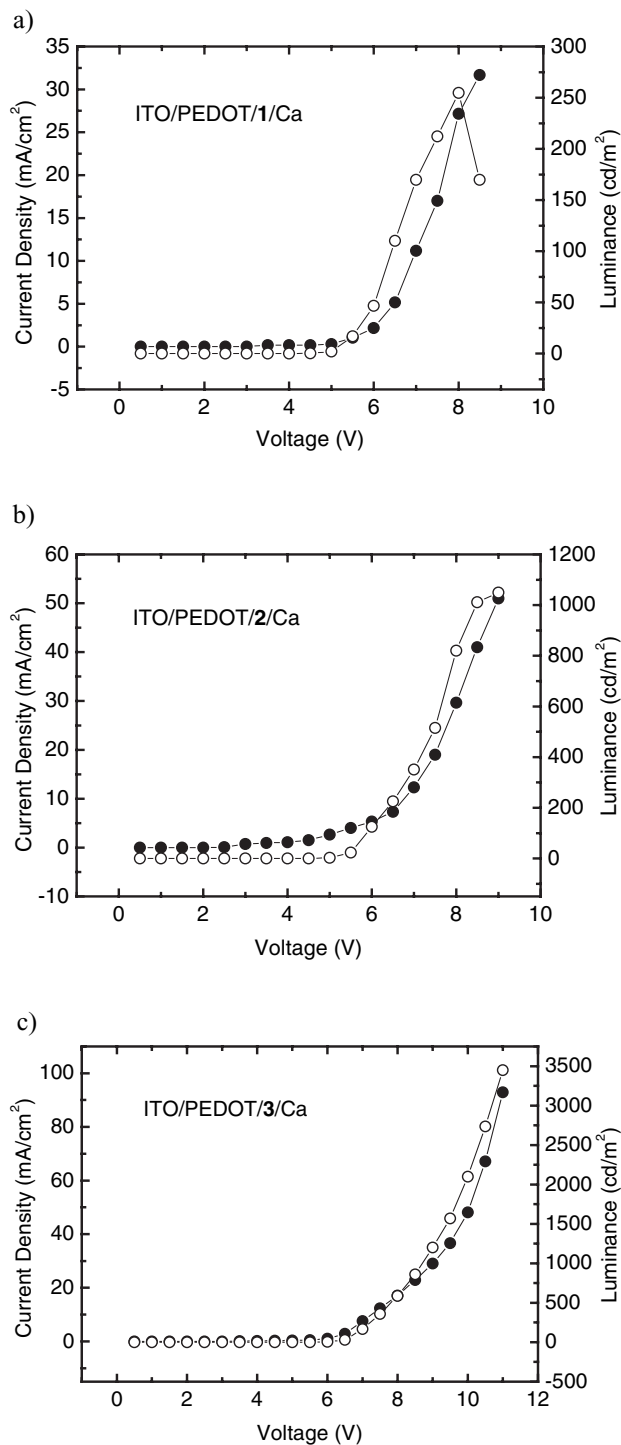 a)
35
30
25
20
15
10
5
0
-5
Current Density (mA/cm²)
ITO/PEDOT/1/Ca
300
250
200
150
100
50
0
Luminance (cd/m²)
0 2 4 6 8 10
Voltage (V)
b)
60
50
40
30
20
10
0
-10
Current Density (mA/cm²)
ITO/PEDOT/2/Ca
1200
1000
800
600
400
200
0
Luminance (cd/m²)
0 2 4 6 8 10
Voltage (V)
c)
100
80
60
40
20
0
Current Density (mA/cm²)
ITO/PEDOT/3/Ca
3500
3000
2500
2000
1500
1000
500
0
-500
Luminance (cd/m²)
0 2 4 6 8 10 12
Voltage (V)